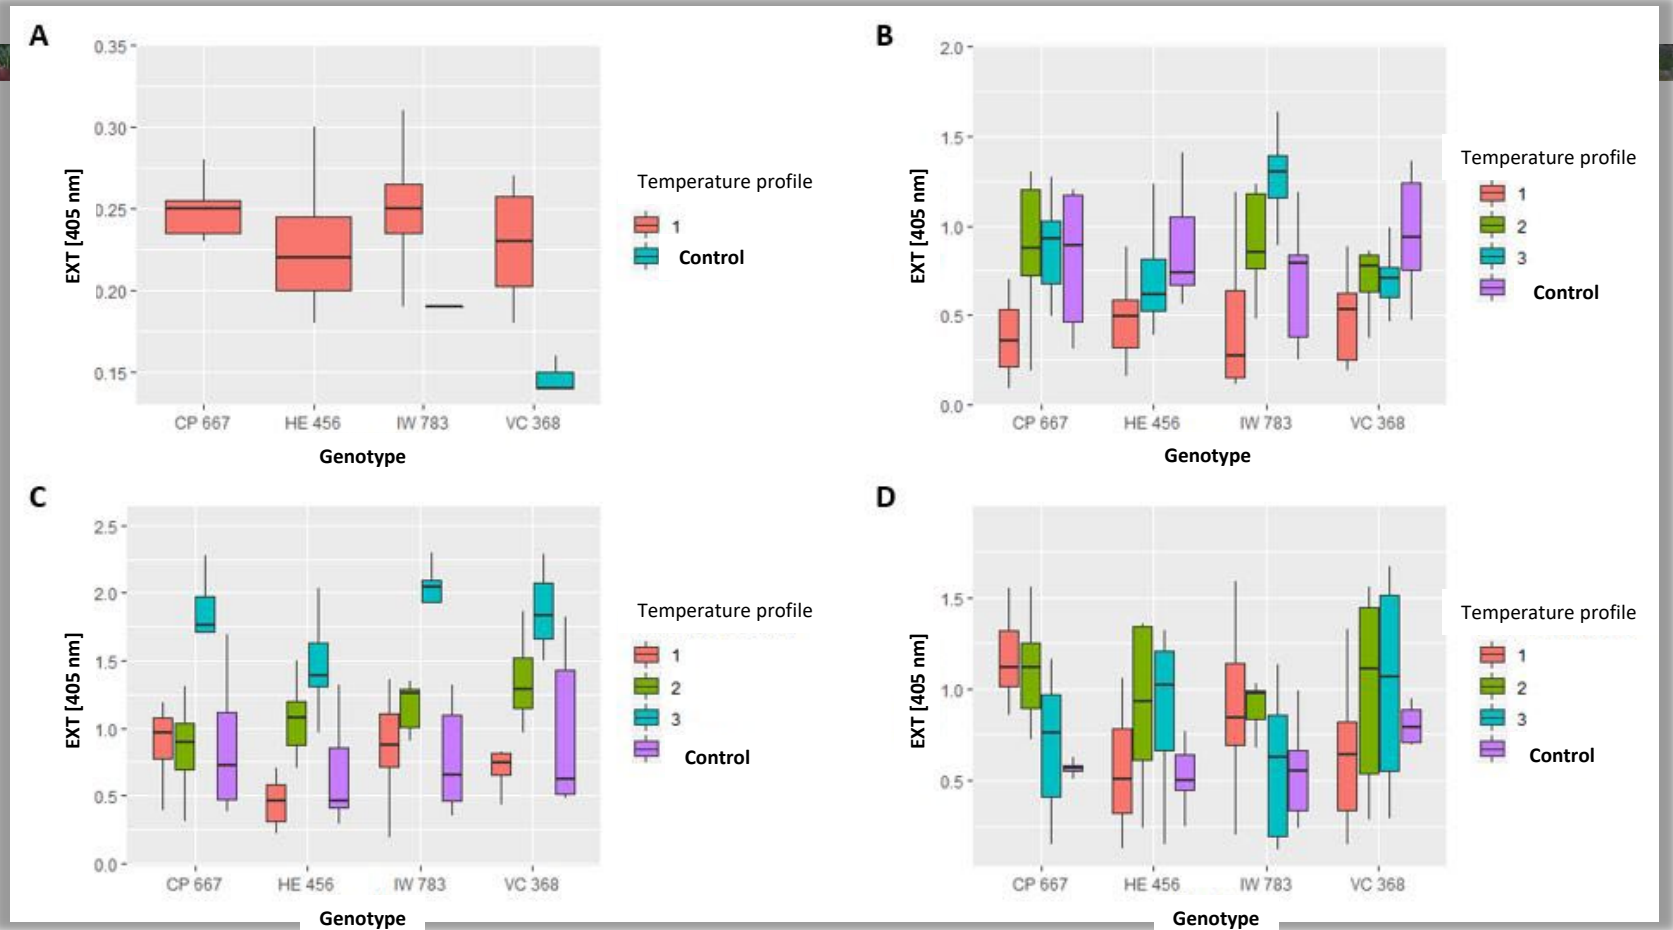 A
0.35
0.30
0.25
0.20
0.15
EXT [405 nm]
CP 667 HE 456 IW 783 VC 368
Genotype
Temperature profile
1
Control
B
2.0
1.5
1.0
0.5
0.0
EXT [405 nm]
CP 667 HE 456 IW 783 VC 368
Genotype
Temperature profile
1
2
3
Control
C
2.5
2.0
1.5
1.0
0.5
0.0
EXT [405 nm]
CP 667 HE 456 IW 783 VC 368
Genotype
Temperature profile
1
2
3
Control
D
1.5
1.0
0.5
EXT [405 nm]
CP 667 HE 456 IW 783 VC 368
Genotype
Temperature profile
1
2
3
Control